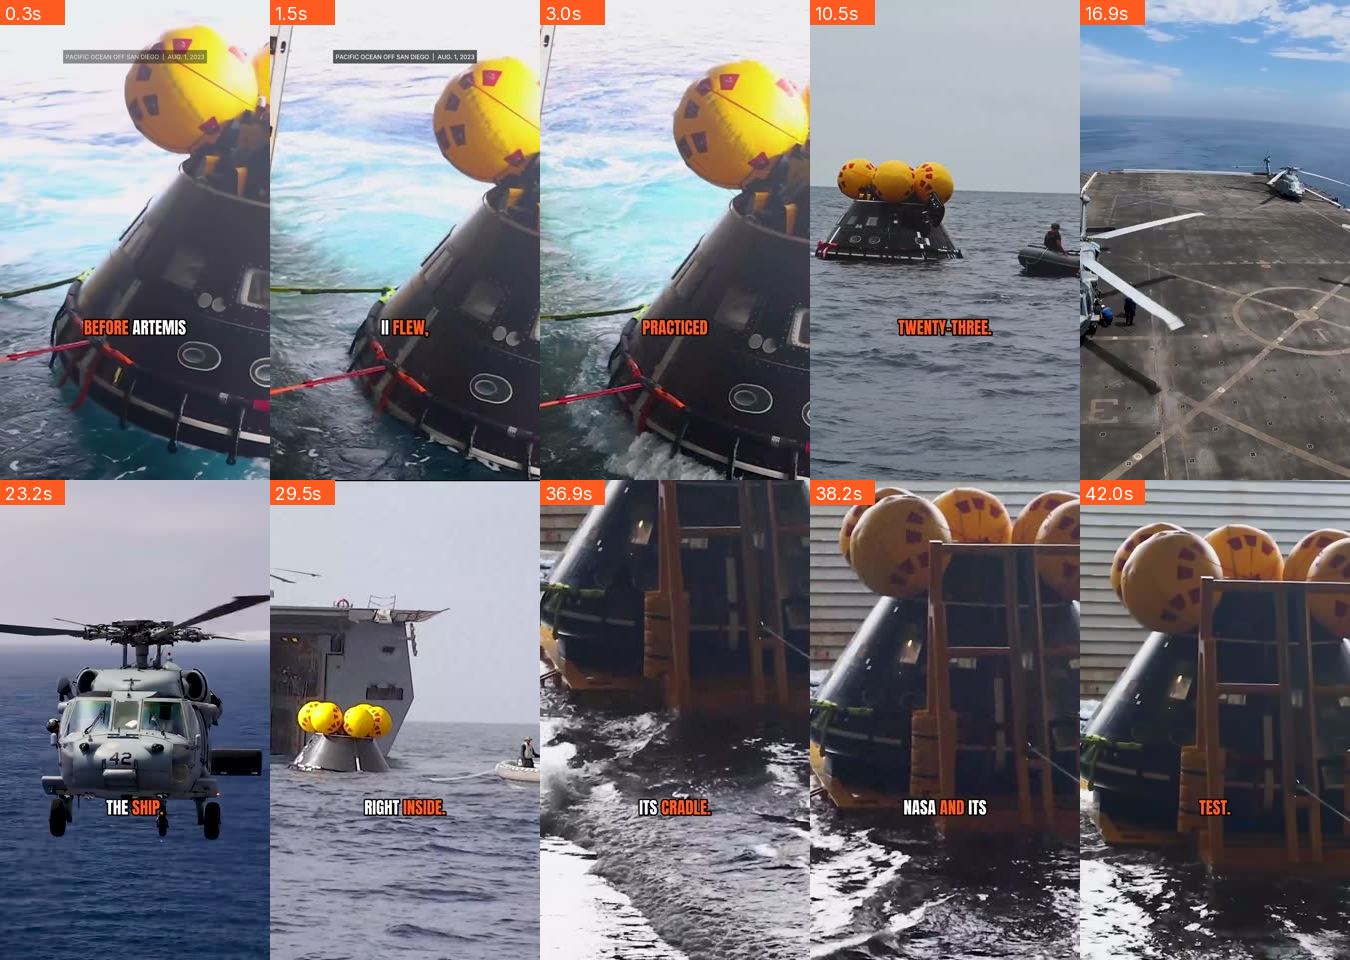 0.3s
1.5s
3.0s
10.5s
16.9s
PACIFIC OCEAN OFF SAN DIEGO | AUG. 1, 2023
PACIFIC OCEAN OFF SAN DIEGO | AUG. 1, 2023
BEFORE ARTEMIS
II FLEW,
PRACTICED
TWENTY-THREE.
E
23.2s
29.5s
36.9s
38.2s
42.0s
42
THE SHIP
RIGHT INSIDE.
ITS CRADLE.
NASA AND ITS
TEST.